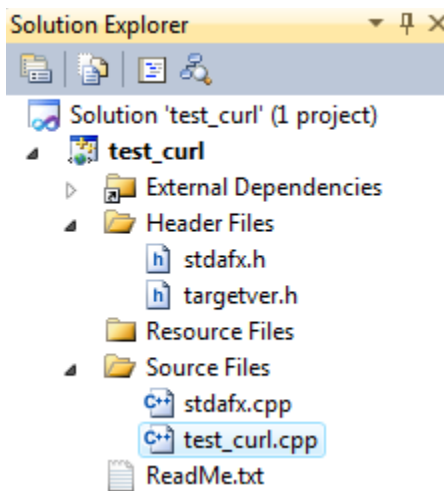 Solution Explorer
Solution 'test_curl' (1 project)
test_curl
External Dependencies
Header Files
stdafx.h
targetver.h
Resource Files
Source Files
stdafx.cpp
test_curl.cpp
ReadMe.txt